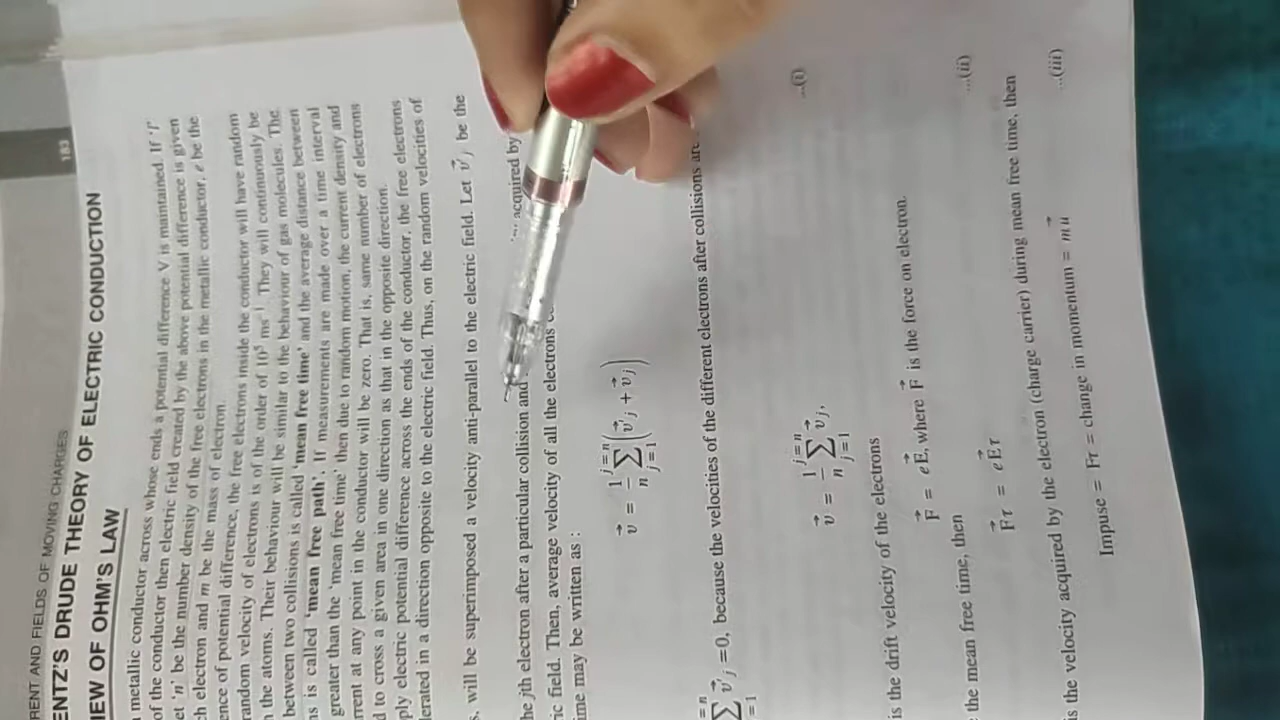 RENT AND FIELDS OF MOVING CHARGES 183
ENTZ'S DRUDE THEORY OF ELECTRIC CONDUCTION
IEW OF OHM'S LAW
metallic conductor across whose ends a potential difference V is maintained. If 'l'
of the conductor then electric field created by the above potential difference is given
et 'n' be the number density of the free electrons in the metallic conductor, e be the
ch electron and m be the mass of electron.
ence of potential difference, the free electrons inside the conductor will have random
random velocity of electrons is of the order of 10⁵ ms⁻¹. They will continuously be
h the atoms. Their behaviour will be similar to the behaviour of gas molecules. The
between two collisions is called 'mean free time' and the average distance between
ns is called 'mean free path'. If measurements are made over a time interval
greater than the 'mean free time' then due to random motion, the current density and
rrent at any point in the conductor will be zero. That is, same number of electrons
d to cross a given area in one direction as that in the opposite direction.
ply electric potential difference across the ends of the conductor, the free electrons
lerated in a direction opposite to the electric field. Thus, on the random velocities of
s, will be superimposed a velocity anti-parallel to the electric field. Let v⃗'ⱼ be the
he jth electron after a particular collision and acquired by
ric field. Then, average velocity of all the electrons
ime may be written as :
v⃗ = 1/n ∑_{j=1}^{j=n} (v⃗'ⱼ + v⃗ⱼ) ...(i)
∑_{=1}^{=n} v⃗'ⱼ =0, because the velocities of the different electrons after collisions are
v⃗ = 1/n ∑_{j=1}^{j=n} v⃗ⱼ,
is the drift velocity of the electrons
F⃗ = eE⃗, where F⃗ is the force on electron.
the mean free time, then
F⃗τ = eE⃗τ ...(ii)
is the velocity acquired by the electron (charge carrier) during mean free time, then
Impuse = F⃗τ = change in momentum = mu⃗ ...(iii)